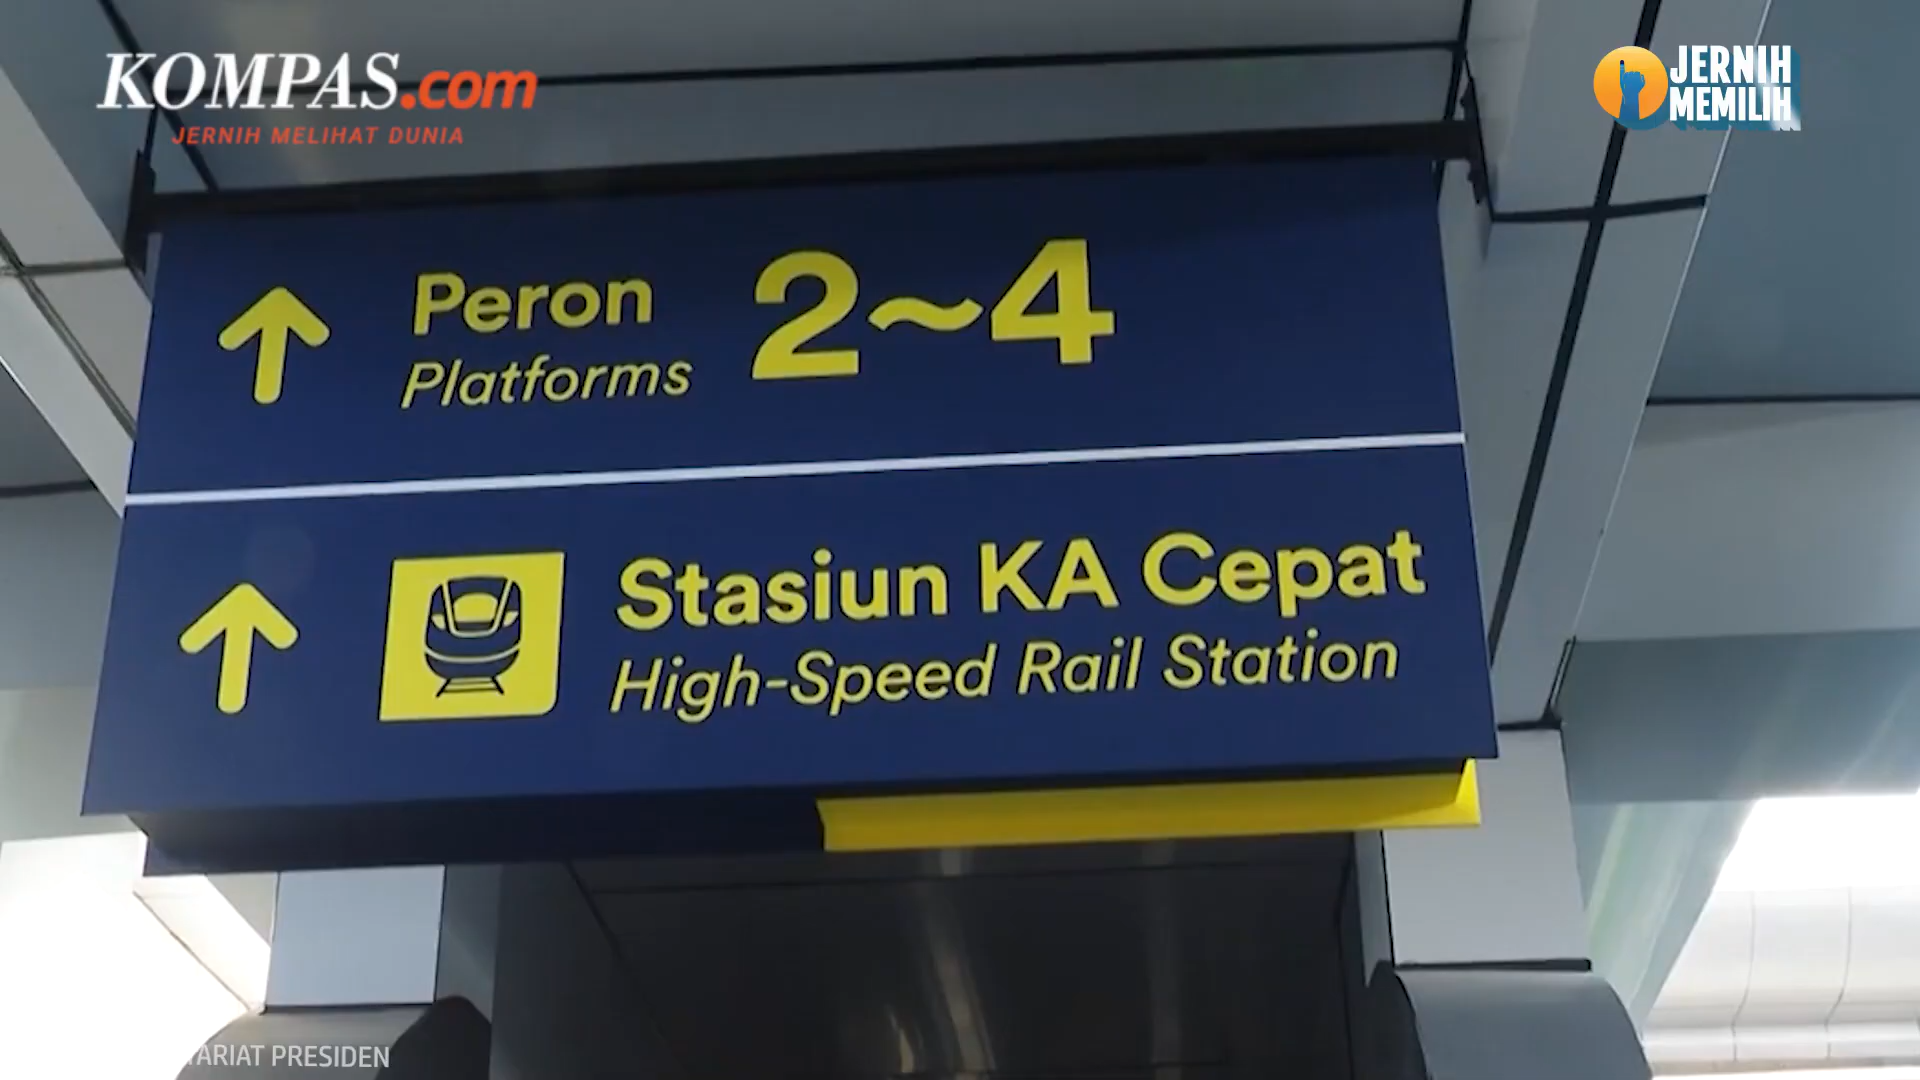 KOMPAS.com
JERNIH MELIHAT DUNIA
JERNIH
MEMILIH
Peron 2~4
Platforms
Stasiun KA Cepat
High-Speed Rail Station
PRESIDEN